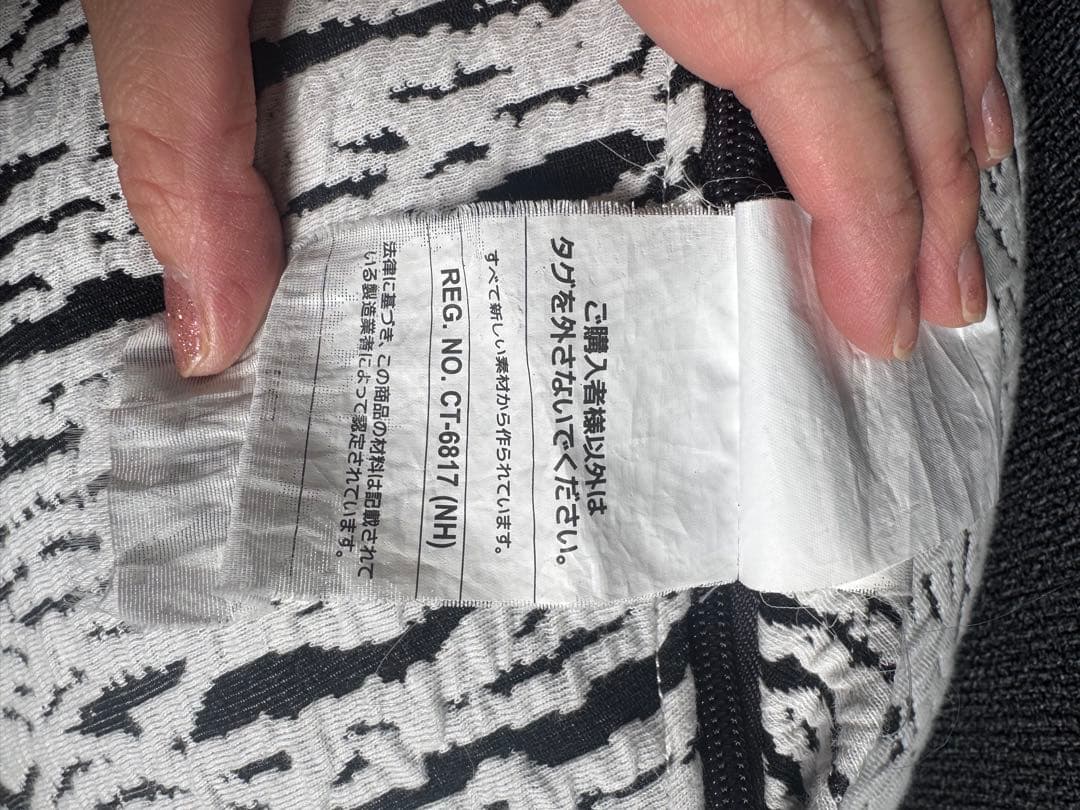 ご購入者様以外は
タグを外さないでください。
すべて新しい素材から作られています。
REG. NO. CT-6817 (NH)
法律に基づき、この商品の材料は記載されて
いる製造業者によって認定されています。